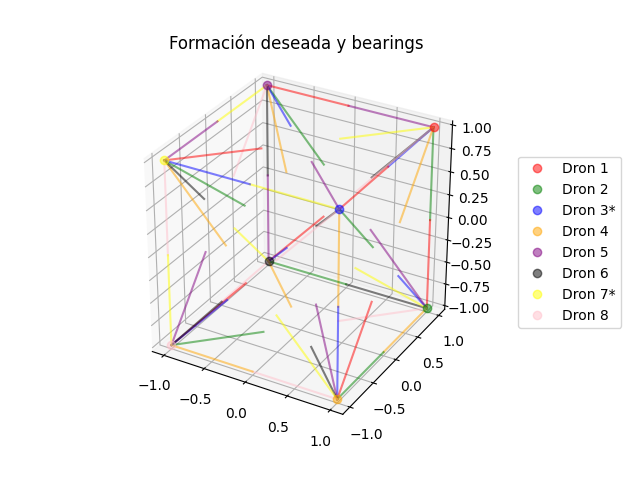 Formación deseada y bearings
1.00
0.75
0.50
0.25
0.00
−0.25
−0.50
−0.75
−1.00
−1.0
−0.5
0.0
0.5
1.0
1.0
0.5
0.0
−0.5
−1.0
Dron 1
Dron 2
Dron 3*
Dron 4
Dron 5
Dron 6
Dron 7*
Dron 8